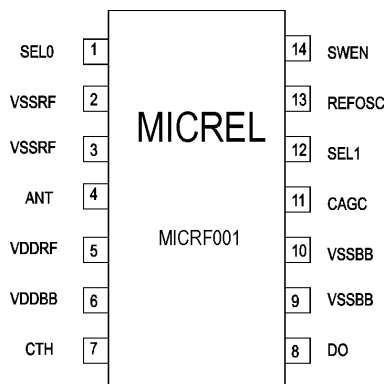 SEL0 1 14 SWEN
VSSRF 2 13 REFOSC
VSSRF 3 12 SEL1
MICREL
ANT 4 11 CAGC
MICRF001
VDDRF 5 10 VSSBB
VDDBB 6 9 VSSBB
CTH 7 8 DO